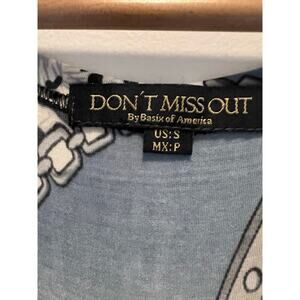 DON'T MISS OUT
By Basix of America
US:S
MX:P